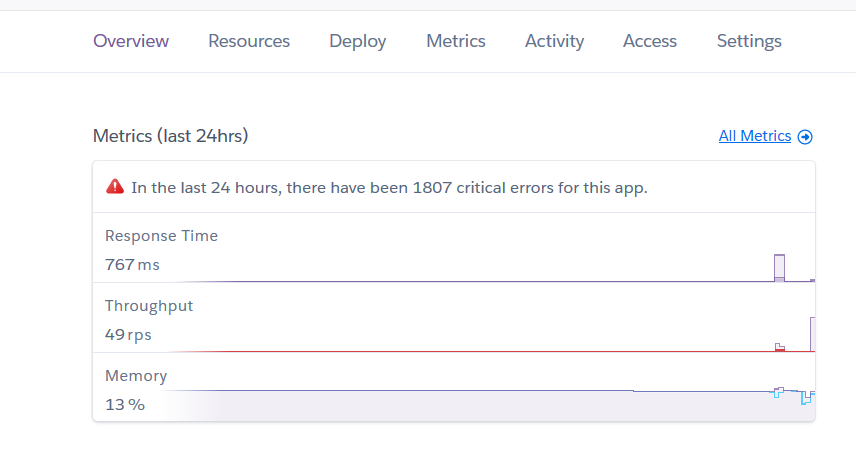 Overview Resources Deploy Metrics Activity Access Settings
Metrics (last 24hrs) All Metrics
In the last 24 hours, there have been 1807 critical errors for this app.
Response Time
767 ms
Throughput
49 rps
Memory
13 %